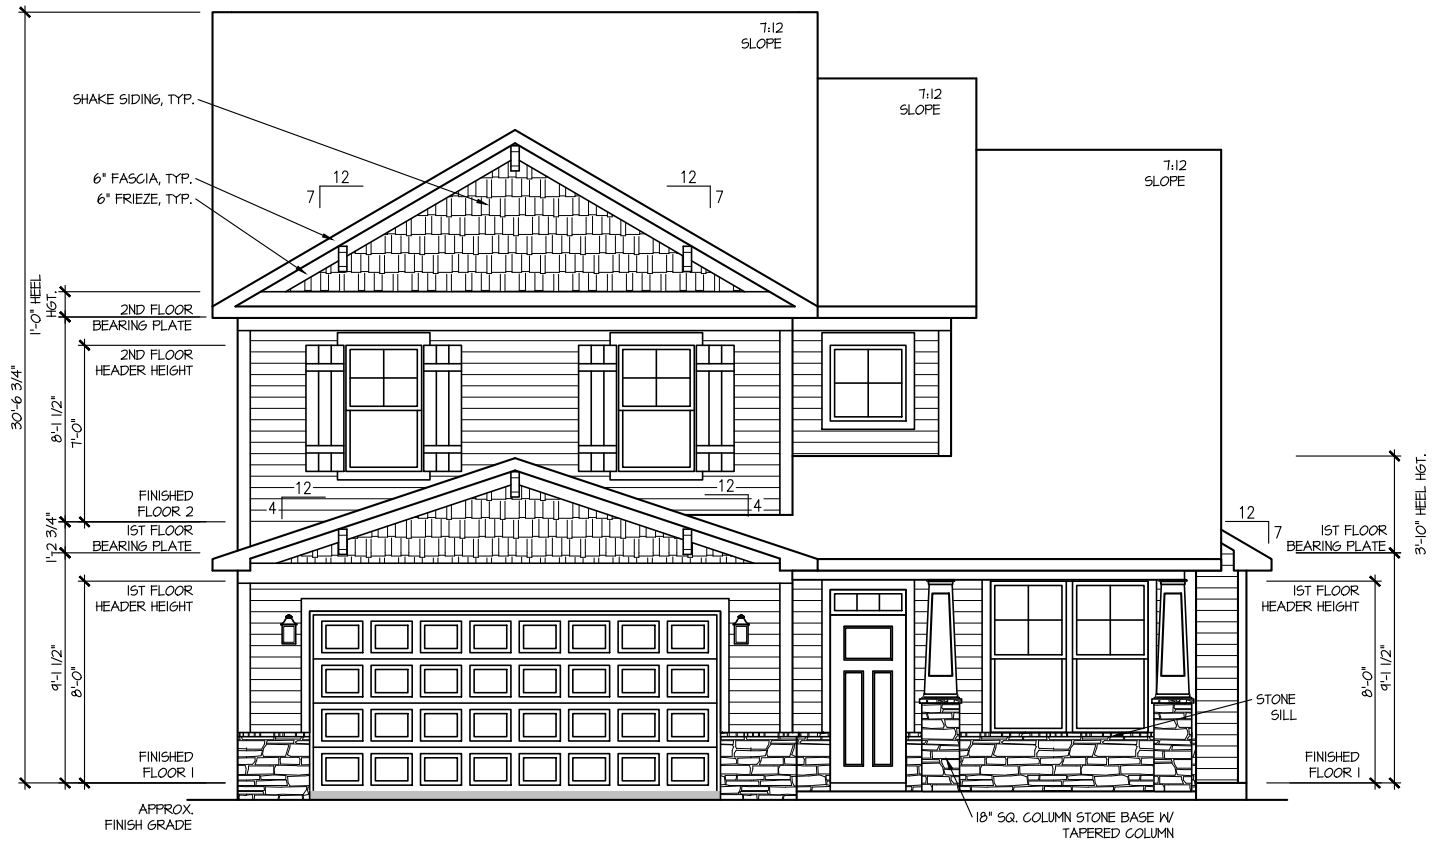 7:12
SLOPE
7:12
SLOPE
7:12
SLOPE
SHAKE SIDING, TYP.
6" FASCIA, TYP.
6" FRIEZE, TYP.
12
7
12
7
1'-0" HEEL
HGT.
2ND FLOOR
BEARING PLATE
2ND FLOOR
HEADER HEIGHT
30'-6 3/4"
8'-1 1/2"
7'-0"
FINISHED
FLOOR 2
1ST FLOOR
BEARING PLATE
1'-2 3/4"
12
4
12
4
12
7
1ST FLOOR
BEARING PLATE
3'-10" HEEL HGT.
1ST FLOOR
HEADER HEIGHT
1ST FLOOR
HEADER HEIGHT
9'-1 1/2"
8'-0"
8'-0"
9'-1 1/2"
STONE
SILL
FINISHED
FLOOR 1
FINISHED
FLOOR 1
APPROX.
FINISH GRADE
18" SQ. COLUMN STONE BASE W/
TAPERED COLUMN